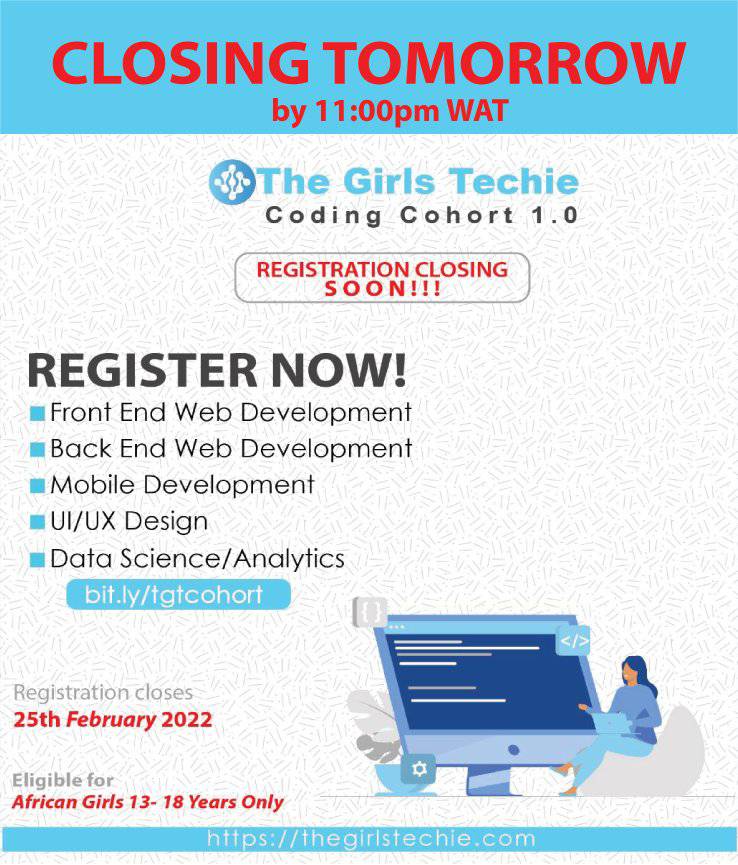 CLOSING TOMORROW
by 11:00pm WAT
The Girls Techie
Coding Cohort 1.0
REGISTRATION CLOSING
SOON!!!
REGISTER NOW!
Front End Web Development
Back End Web Development
Mobile Development
UI/UX Design
Data Science/Analytics
bit.ly/tgtcohort
{ }
</>
Registration closes
25th February 2022
Eligible for
African Girls 13- 18 Years Only
https://thegirlstechie.com